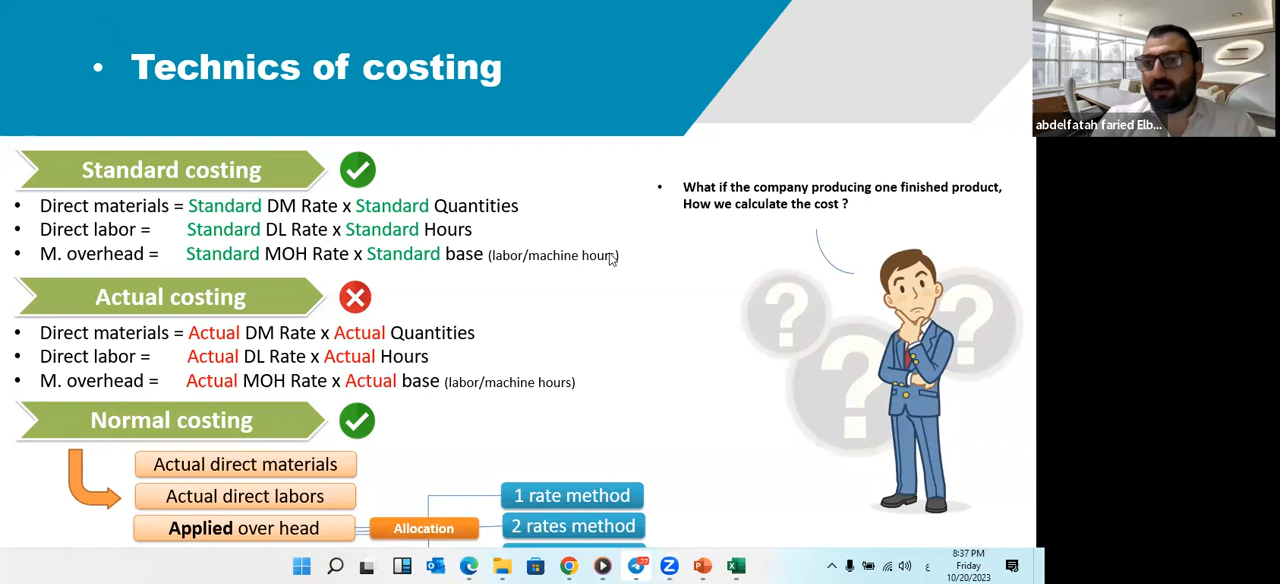 • Technics of costing
abdelfatah faried Elb...
Standard costing
• Direct materials = Standard DM Rate x Standard Quantities
• Direct labor = Standard DL Rate x Standard Hours
• M. overhead = Standard MOH Rate x Standard base (labor/machine hours)
• What if the company producing one finished product,
How we calculate the cost ?
? ? ?
Actual costing
• Direct materials = Actual DM Rate x Actual Quantities
• Direct labor = Actual DL Rate x Actual Hours
• M. overhead = Actual MOH Rate x Actual base (labor/machine hours)
Normal costing
Actual direct materials
Actual direct labors
Applied over head
Allocation
1 rate method
2 rates method
ع
8:37 PM
Friday
10/20/2023